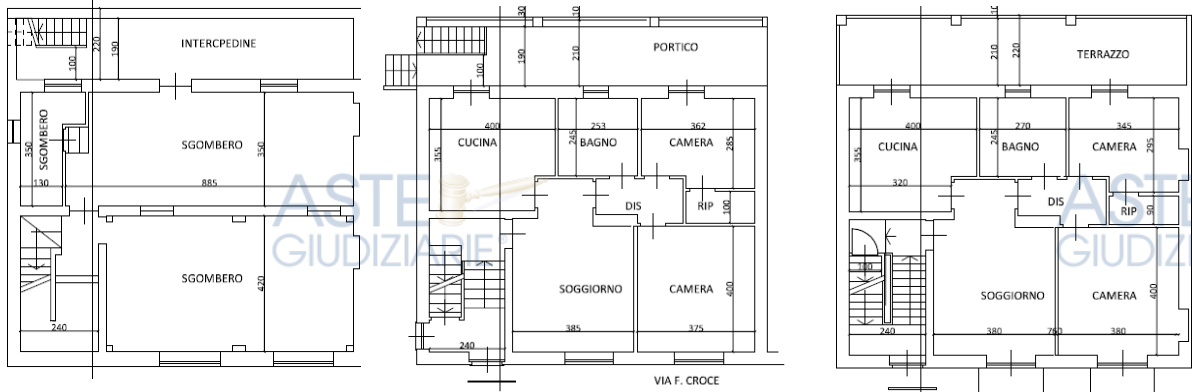 220
190
INTERCPEDINE
100
SGOMBERO
350
SGOMBERO
350
130
885
SGOMBERO
420
240
30
10
PORTICO
190
210
100
400
253
362
355
CUCINA
245
BAGNO
CAMERA
285
DIS
RIP
100
SOGGIORNO
CAMERA
400
385
375
240
VIA F. CROCE
10
210
220
TERRAZZO
400
270
345
355
CUCINA
245
BAGNO
CAMERA
295
320
DIS
RIP
90
100
SOGGIORNO
CAMERA
400
240
380
760
380
ASTE
GIUDIZIARIE®
ASTE
GIUDIZ